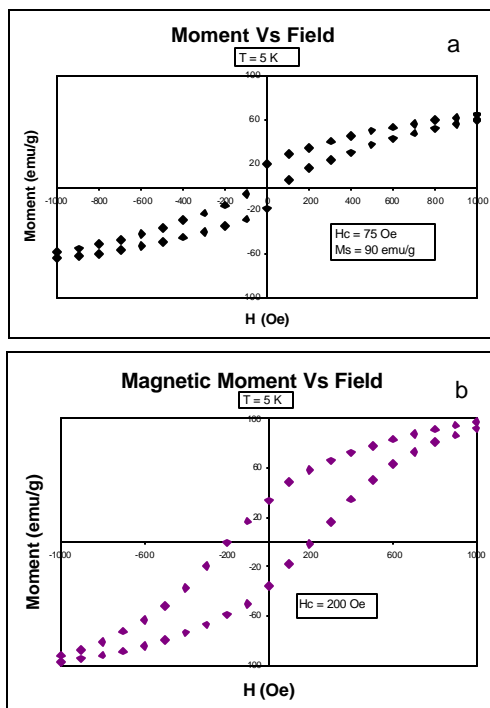 Moment Vs Field
a
T = 5 K
100
60
20
-1000 -800 -600 -400 -200 0 200 400 600 800 1000
-20
-60
-100
Moment (emu/g)
Hc = 75 Oe
Ms = 90 emu/g
H (Oe)
Magnetic Moment Vs Field
b
T = 5 K
100
60
20
-1000 -600 -200 200 600 1000
-20
-60
-100
Moment (emu/g)
Hc = 200 Oe
H (Oe)